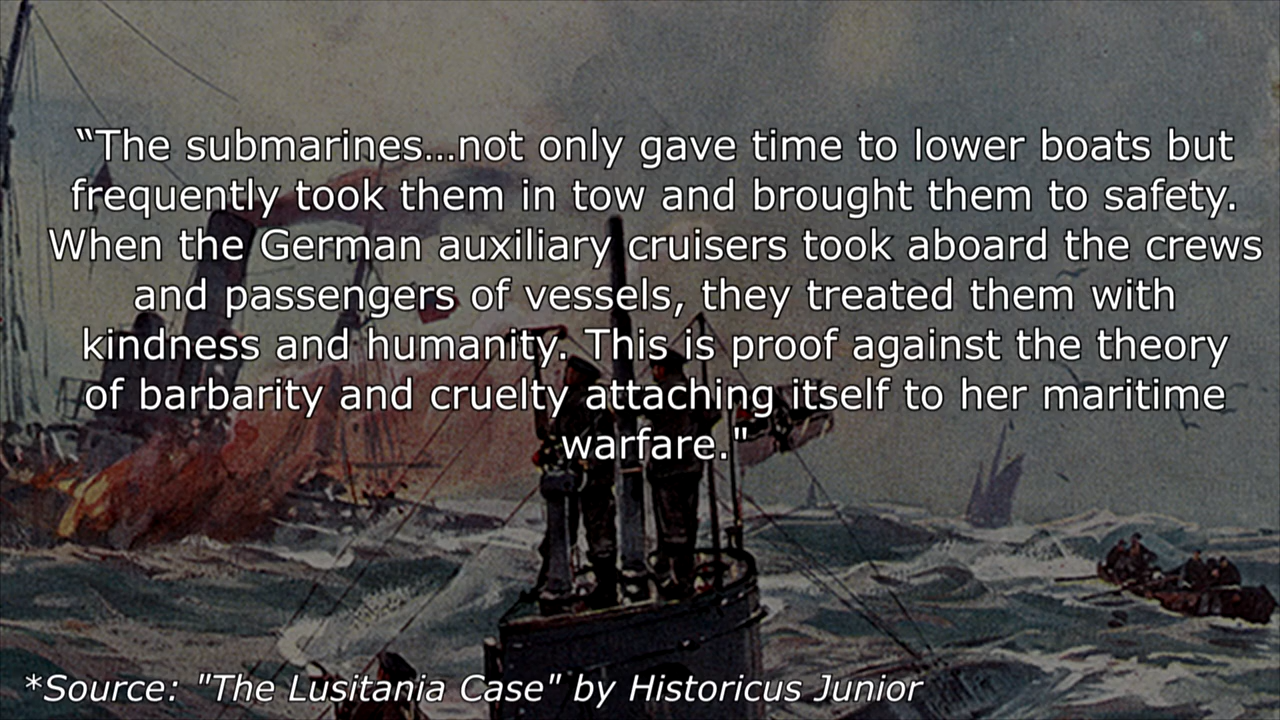 “The submarines...not only gave time to lower boats but
frequently took them in tow and brought them to safety.
When the German auxiliary cruisers took aboard the crews
and passengers of vessels, they treated them with
kindness and humanity. This is proof against the theory
of barbarity and cruelty attaching itself to her maritime
warfare."
*Source: "The Lusitania Case" by Historicus Junior